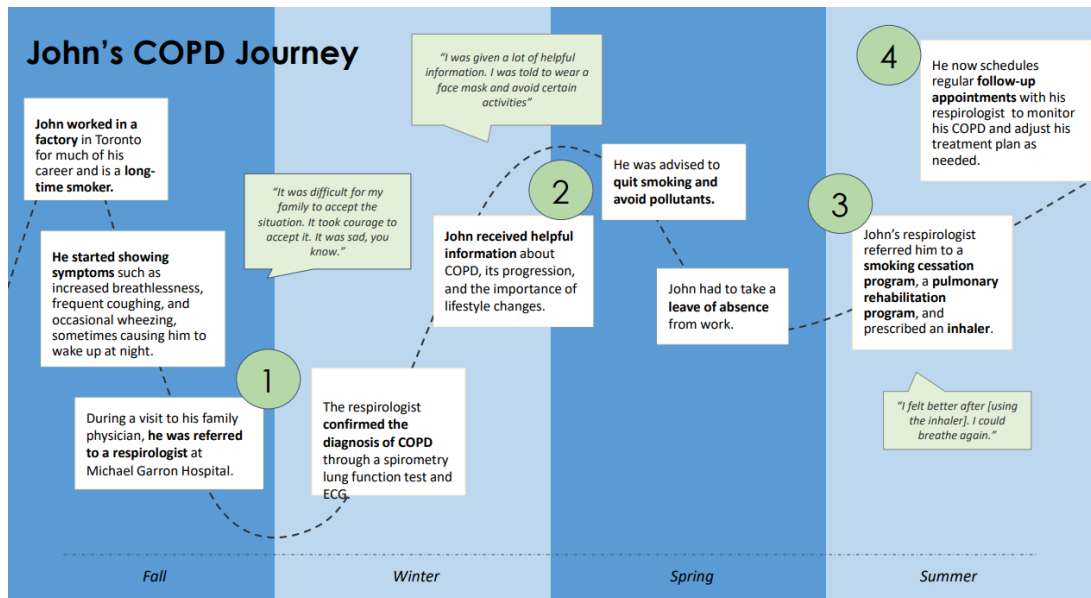 John's COPD Journey
John worked in a
factory in Toronto
for much of his
career and is a long-
time smoker.
He started showing
symptoms such as
increased breathlessness,
frequent coughing, and
occasional wheezing,
sometimes causing him to
wake up at night.
During a visit to his family
physician, he was referred
to a respirologist at
Michael Garron Hospital.
1
"It was difficult for my
family to accept the
situation. It took courage to
accept it. It was sad, you
know."
The respirologist
confirmed the
diagnosis of COPD
through a spirometry
lung function test and
ECG.
"I was given a lot of helpful
information. I was told to wear a
face mask and avoid certain
activities"
2
John received helpful
information about
COPD, its progression,
and the importance of
lifestyle changes.
He was advised to
quit smoking and
avoid pollutants.
John had to take a
leave of absence
from work.
3
John's respirologist
referred him to a
smoking cessation
program, a pulmonary
rehabilitation
program, and
prescribed an inhaler.
"I felt better after [using
the inhaler]. I could
breathe again."
4
He now schedules
regular follow-up
appointments with his
respirologist to monitor
his COPD and adjust his
treatment plan as
needed.
Fall
Winter
Spring
Summer